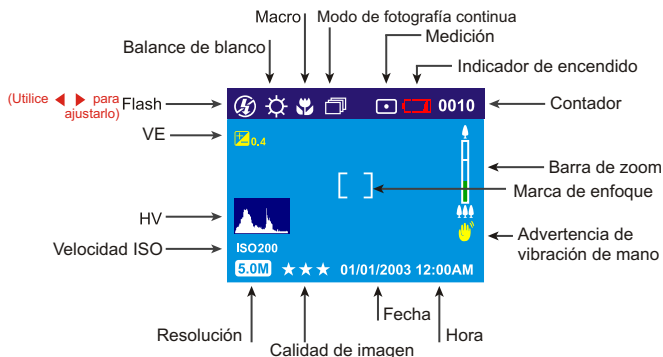 Macro Modo de fotografía continua
Balance de blanco Medición
Indicador de encendido
(Utilice ◀ ▶ para
ajustarlo) Flash 0010 Contador
VE 0.4
Barra de zoom
Marca de enfoque
HV
Velocidad ISO ISO200 Advertencia de
vibración de mano
5.0M ★★★ 01/01/2003 12:00AM
Fecha
Resolución Hora
Calidad de imagen